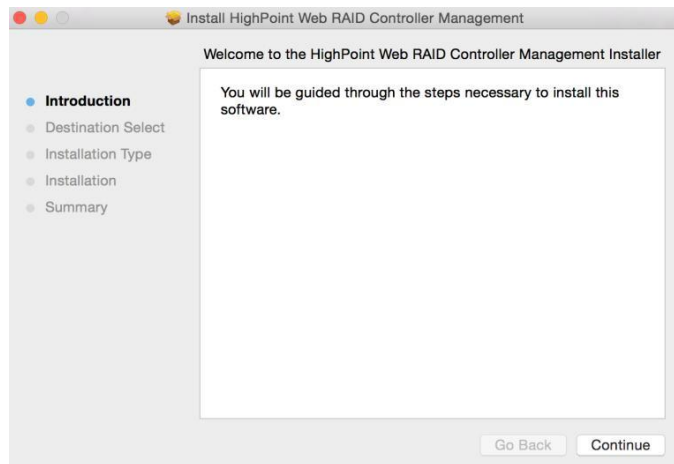 Install HighPoint Web RAID Controller Management
Welcome to the HighPoint Web RAID Controller Management Installer
Introduction
Destination Select
Installation Type
Installation
Summary
You will be guided through the steps necessary to install this
software.
Go Back
Continue